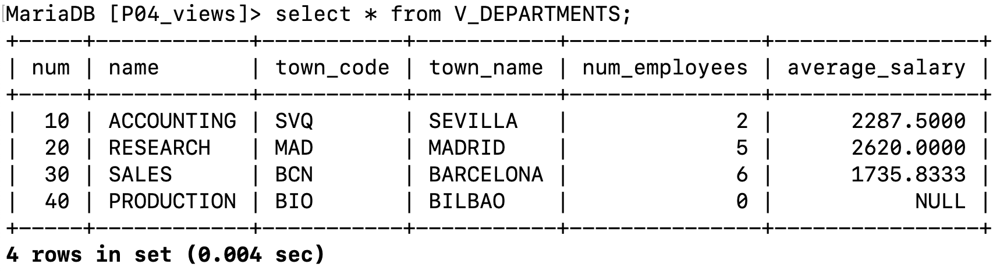 MariaDB [P04_views]> select * from V_DEPARTMENTS;
+-----+------------+-----------+-----------+---------------+----------------+
| num | name       | town_code | town_name | num_employees | average_salary |
+-----+------------+-----------+-----------+---------------+----------------+
|  10 | ACCOUNTING | SVQ       | SEVILLA   |             2 |      2287.5000 |
|  20 | RESEARCH   | MAD       | MADRID    |             5 |      2620.0000 |
|  30 | SALES      | BCN       | BARCELONA |             6 |      1735.8333 |
|  40 | PRODUCTION | BIO       | BILBAO    |             0 |           NULL |
+-----+------------+-----------+-----------+---------------+----------------+
4 rows in set (0.004 sec)